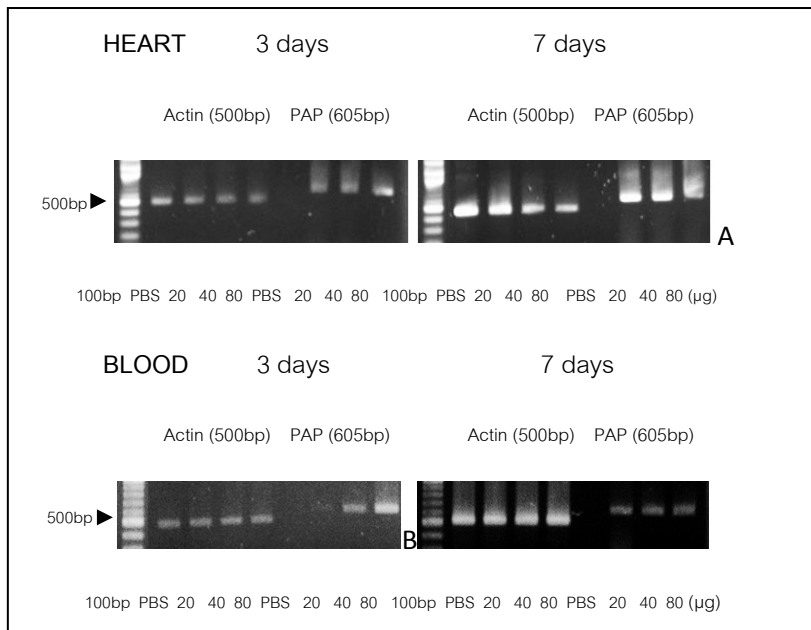 HEART 3 days 7 days
Actin (500bp) PAP (605bp) Actin (500bp) PAP (605bp)
500bp
A
100bp PBS 20 40 80 PBS 20 40 80 100bp PBS 20 40 80 PBS 20 40 80 (µg)
BLOOD 3 days 7 days
Actin (500bp) PAP (605bp) Actin (500bp) PAP (605bp)
500bp
B
100bp PBS 20 40 80 PBS 20 40 80 100bp PBS 20 40 80 PBS 20 40 80 (µg)